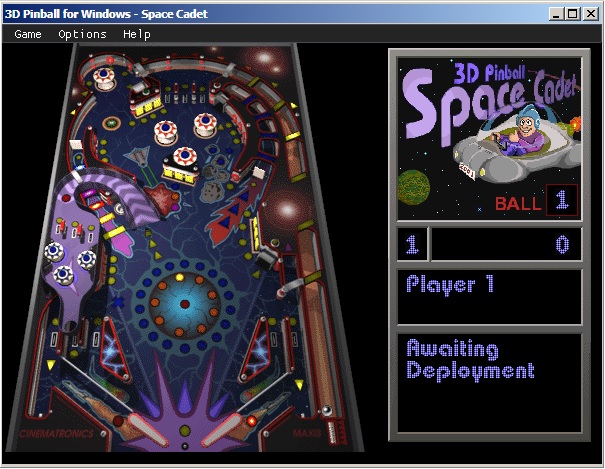 3D Pinball for Windows - Space Cadet
Game Options Help
3D Pinball
Space Cadet
BALL 1
1 0
Player 1
Awaiting
Deployment
CINEMATRONICS MAXIS